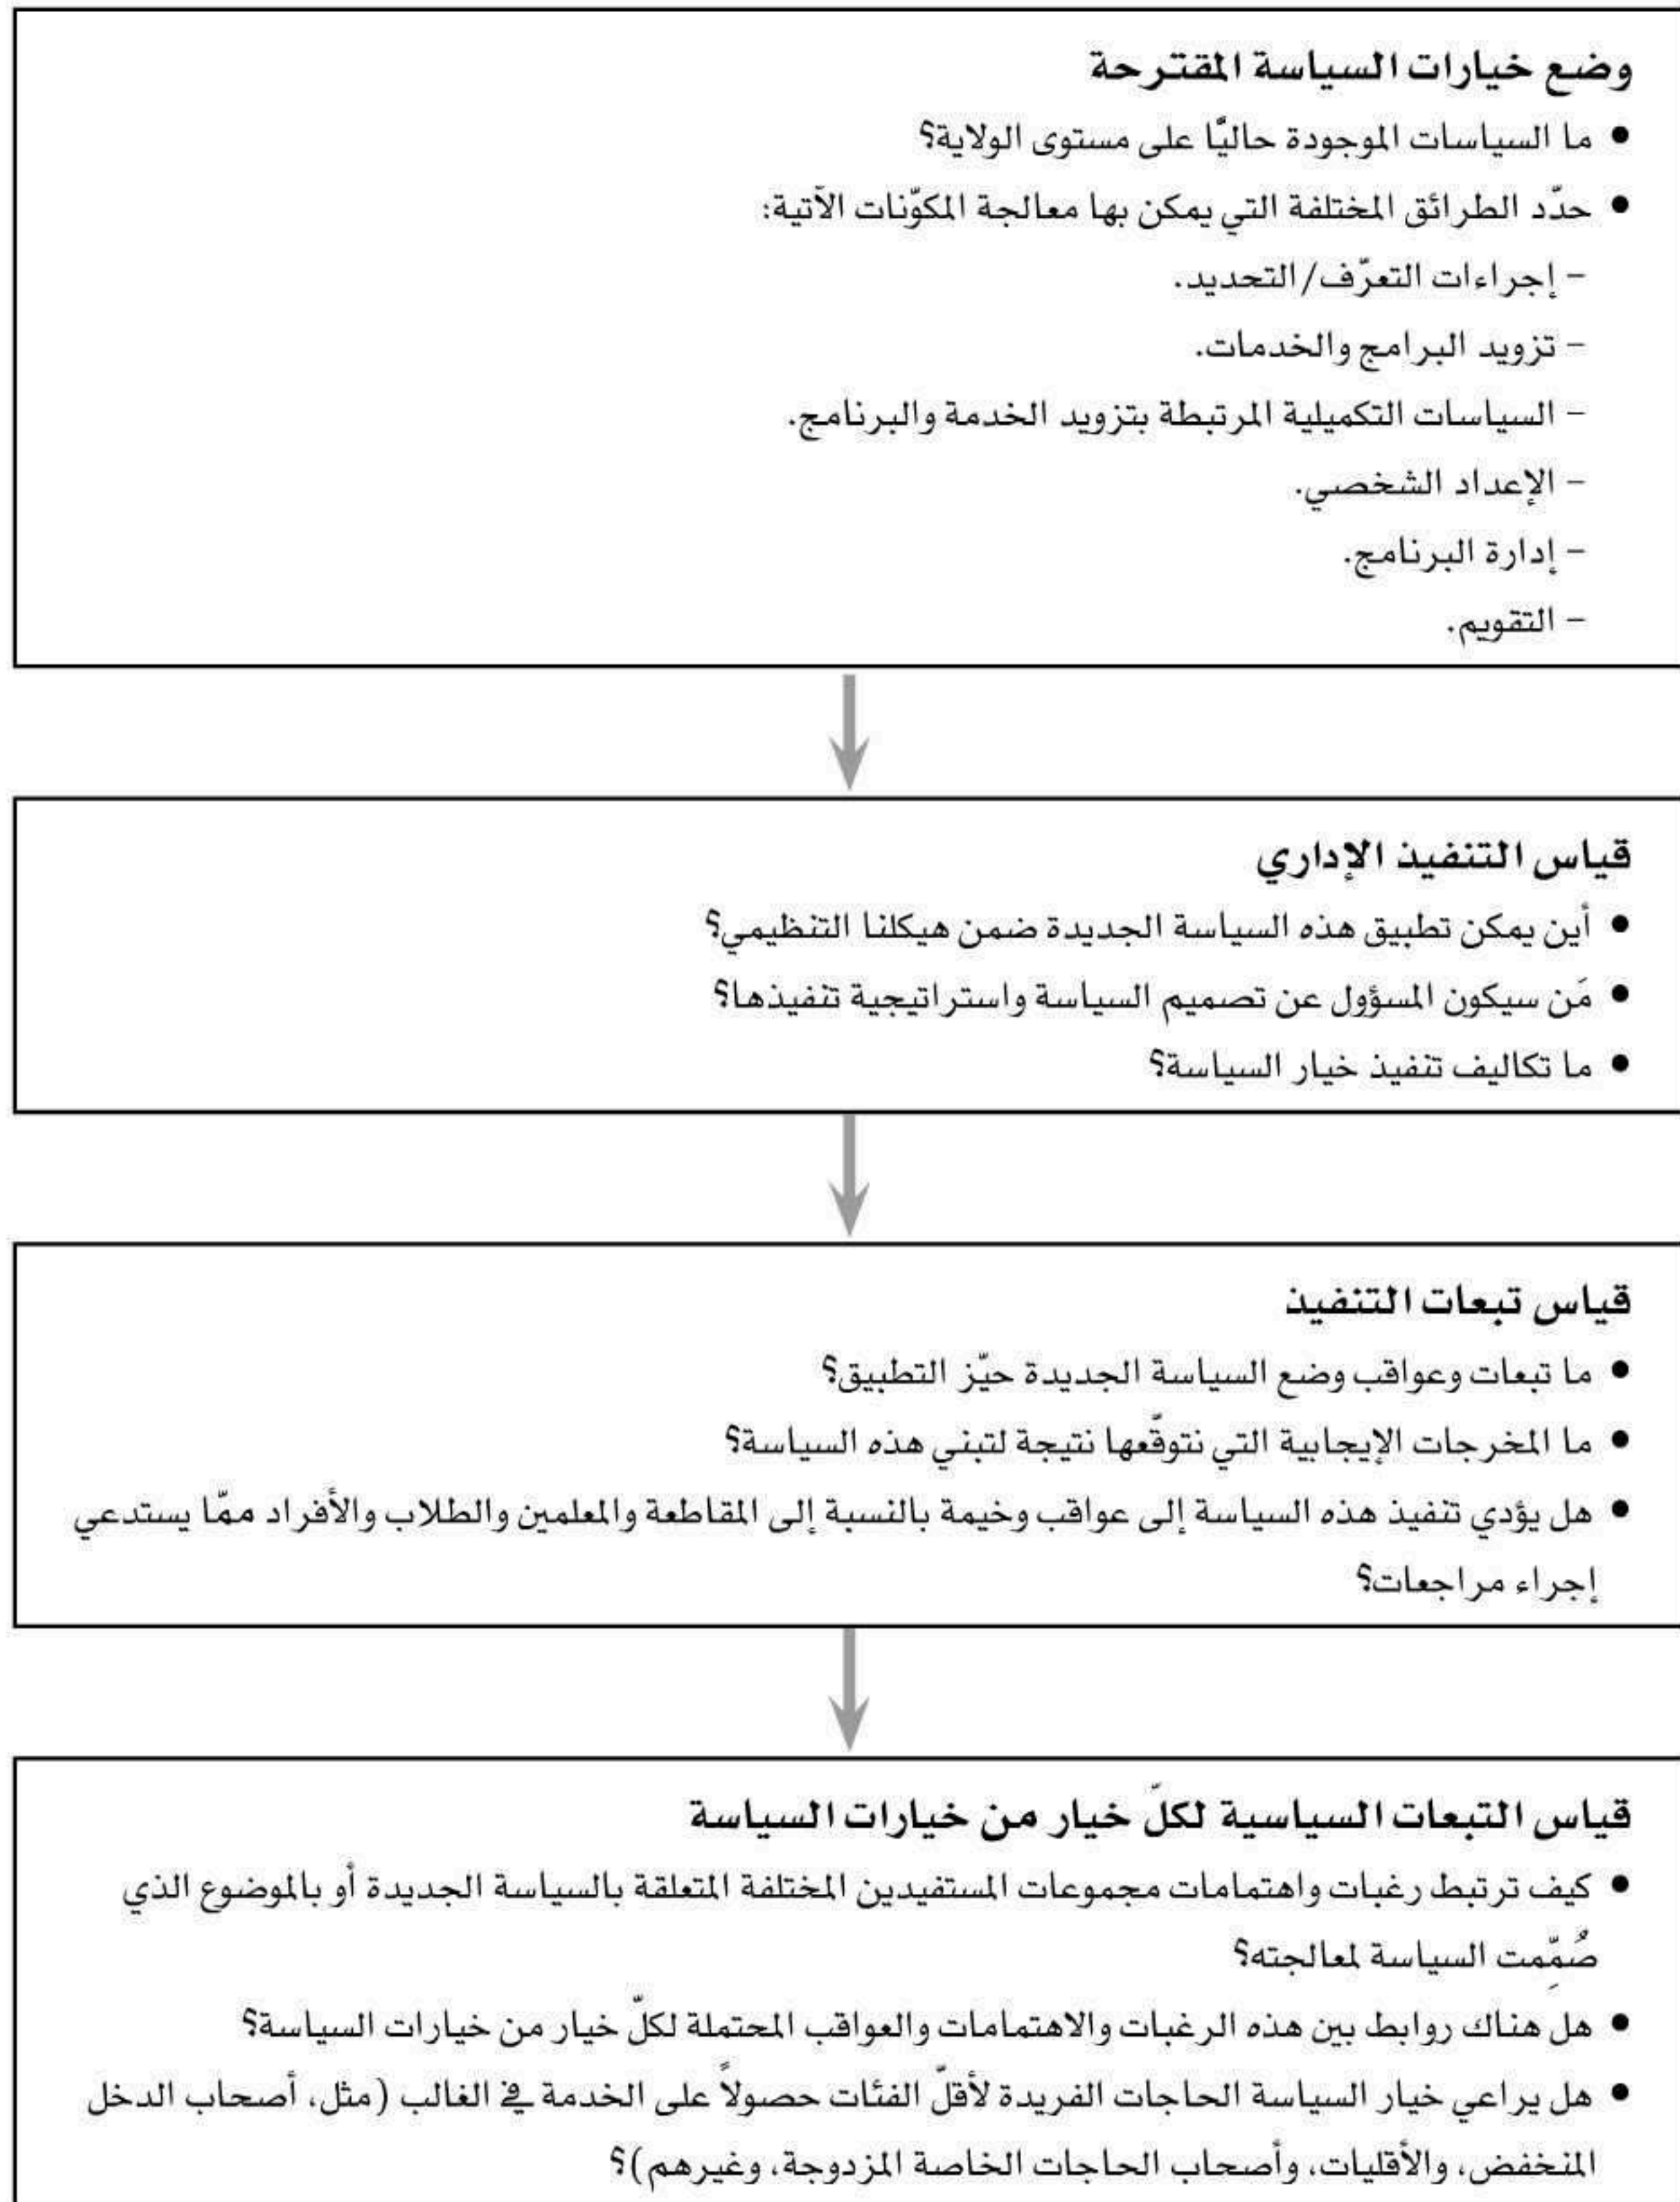 وضع خيارات السياسة المقترحة
● ما السياسات الموجودة حاليًّا على مستوى الولاية؟
● حدّد الطرائق المختلفة التي يمكن بها معالجة المكوّنات الآتية:
– إجراءات التعرّف/التحديد.
– تزويد البرامج والخدمات.
– السياسات التكميلية المرتبطة بتزويد الخدمة والبرنامج.
– الإعداد الشخصي.
– إدارة البرنامج.
– التقويم.
قياس التنفيذ الإداري
● أين يمكن تطبيق هذه السياسة الجديدة ضمن هيكلنا التنظيمي؟
● مَن سيكون المسؤول عن تصميم السياسة واستراتيجية تنفيذها؟
● ما تكاليف تنفيذ خيار السياسة؟
قياس تبعات التنفيذ
● ما تبعات وعواقب وضع السياسة الجديدة حيّز التطبيق؟
● ما المخرجات الإيجابية التي نتوقّعها نتيجة لتبني هذه السياسة؟
● هل يؤدي تنفيذ هذه السياسة إلى عواقب وخيمة بالنسبة إلى المقاطعة والمعلمين والطلاب والأفراد ممّا يستدعي
إجراء مراجعات؟
قياس التبعات السياسية لكلّ خيار من خيارات السياسة
● كيف ترتبط رغبات واهتمامات مجموعات المستفيدين المختلفة المتعلقة بالسياسة الجديدة أو بالموضوع الذي
صُمِّمت السياسة لمعالجته؟
● هل هناك روابط بين هذه الرغبات والاهتمامات والعواقب المحتملة لكلّ خيار من خيارات السياسة؟
● هل يراعي خيار السياسة الحاجات الفريدة لأقلّ الفئات حصولاً على الخدمة في الغالب (مثل، أصحاب الدخل
المنخفض، والأقليات، وأصحاب الحاجات الخاصة المزدوجة، وغيرهم)؟